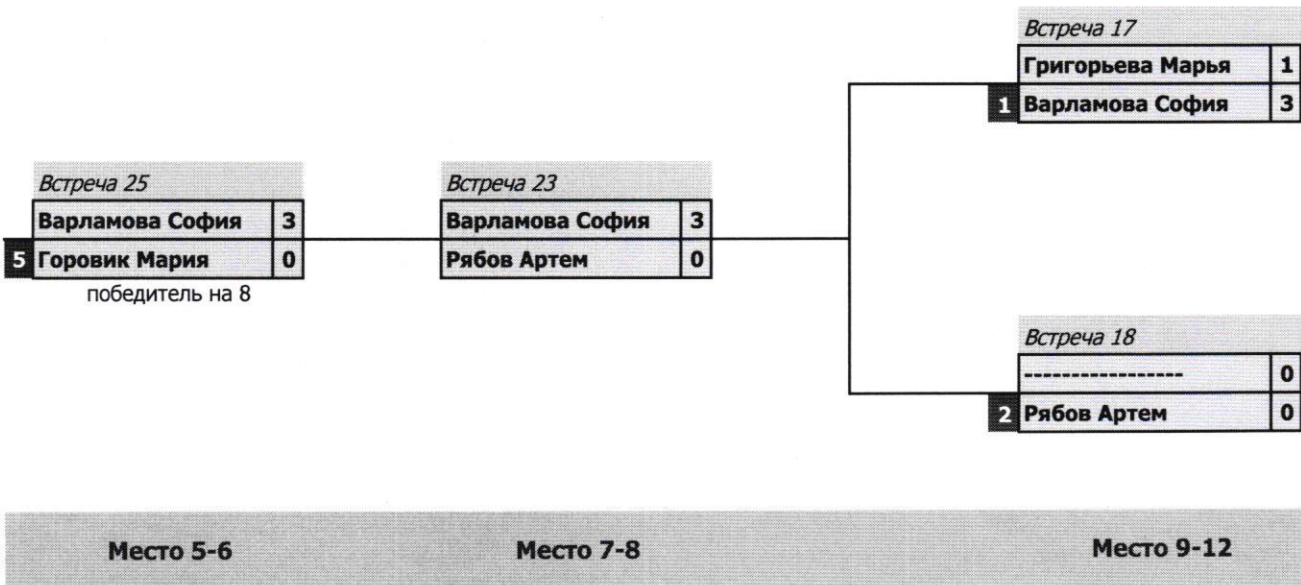 Встреча 17
Григорьева Марья 1
1 Варламова София 3
Встреча 25
Варламова София 3
5 Горовик Мария 0
победитель на 8
Встреча 23
Варламова София 3
Рябов Артем 0
Встреча 18
----------------- 0
2 Рябов Артем 0
Место 5-6
Место 7-8
Место 9-12